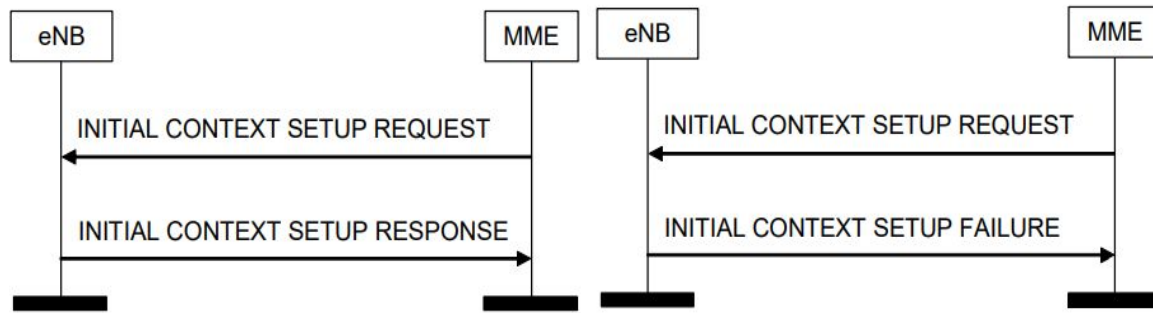 eNB
MME
INITIAL CONTEXT SETUP REQUEST
INITIAL CONTEXT SETUP RESPONSE
eNB
MME
INITIAL CONTEXT SETUP REQUEST
INITIAL CONTEXT SETUP FAILURE